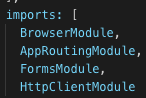 imports: [
BrowserModule,
AppRoutingModule,
FormsModule,
HttpClientModule